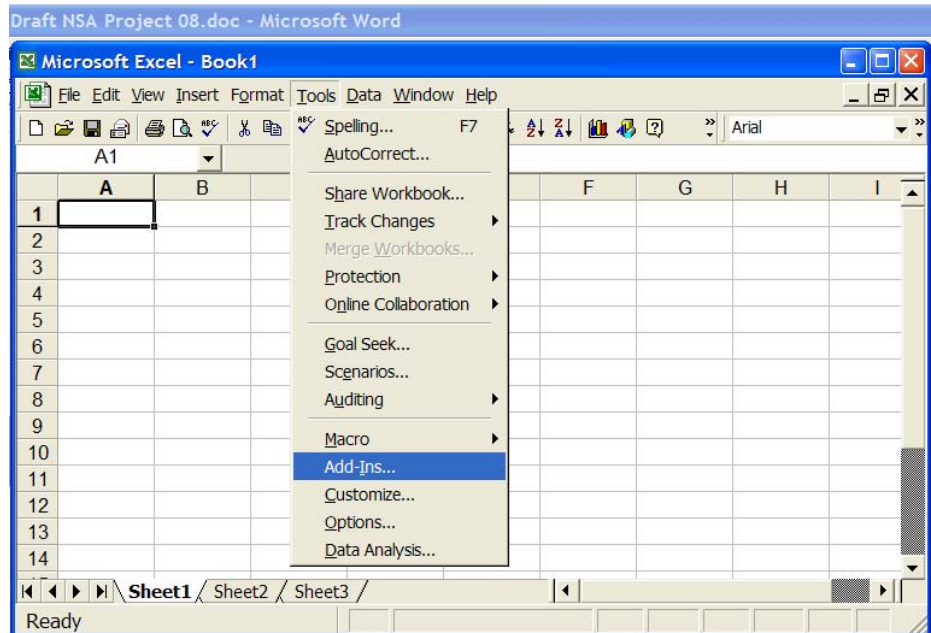 Draft NSA Project 08.doc - Microsoft Word
Microsoft Excel - Book1
File Edit View Insert Format Tools Data Window Help
Arial
A1
Spelling... F7
AutoCorrect...
Share Workbook...
Track Changes
Merge Workbooks...
Protection
Online Collaboration
Goal Seek...
Scenarios...
Auditing
Macro
Add-Ins...
Customize...
Options...
Data Analysis...
A B F G H I
1
2
3
4
5
6
7
8
9
10
11
12
13
14
Sheet1 Sheet2 Sheet3
Ready